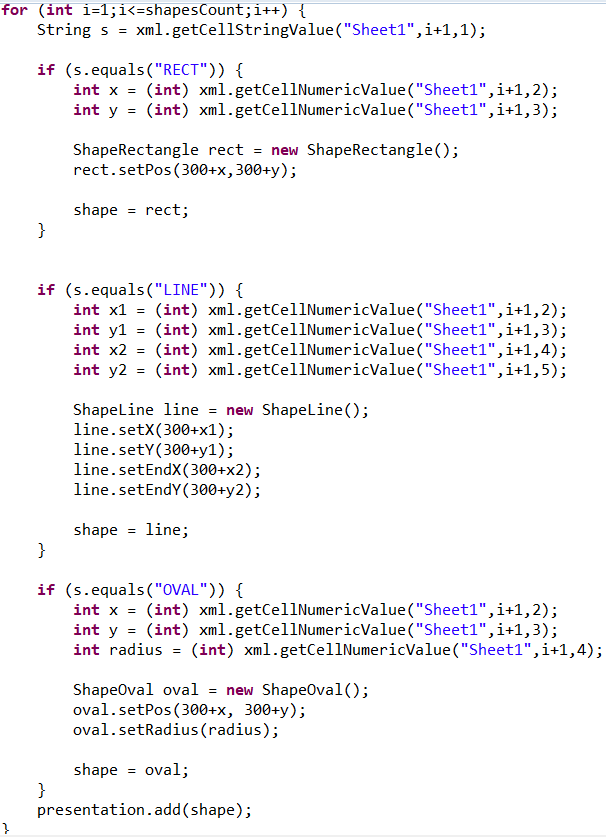 for (int i=1;i<=shapesCount;i++) {
    String s = xml.getCellStringValue("Sheet1",i+1,1);

    if (s.equals("RECT")) {
        int x = (int) xml.getCellNumericValue("Sheet1",i+1,2);
        int y = (int) xml.getCellNumericValue("Sheet1",i+1,3);

        ShapeRectangle rect = new ShapeRectangle();
        rect.setPos(300+x,300+y);

        shape = rect;
    }


    if (s.equals("LINE")) {
        int x1 = (int) xml.getCellNumericValue("Sheet1",i+1,2);
        int y1 = (int) xml.getCellNumericValue("Sheet1",i+1,3);
        int x2 = (int) xml.getCellNumericValue("Sheet1",i+1,4);
        int y2 = (int) xml.getCellNumericValue("Sheet1",i+1,5);

        ShapeLine line = new ShapeLine();
        line.setX(300+x1);
        line.setY(300+y1);
        line.setEndX(300+x2);
        line.setEndY(300+y2);

        shape = line;
    }

    if (s.equals("OVAL")) {
        int x = (int) xml.getCellNumericValue("Sheet1",i+1,2);
        int y = (int) xml.getCellNumericValue("Sheet1",i+1,3);
        int radius = (int) xml.getCellNumericValue("Sheet1",i+1,4);

        ShapeOval oval = new ShapeOval();
        oval.setPos(300+x, 300+y);
        oval.setRadius(radius);

        shape = oval;
    }
    presentation.add(shape);
}